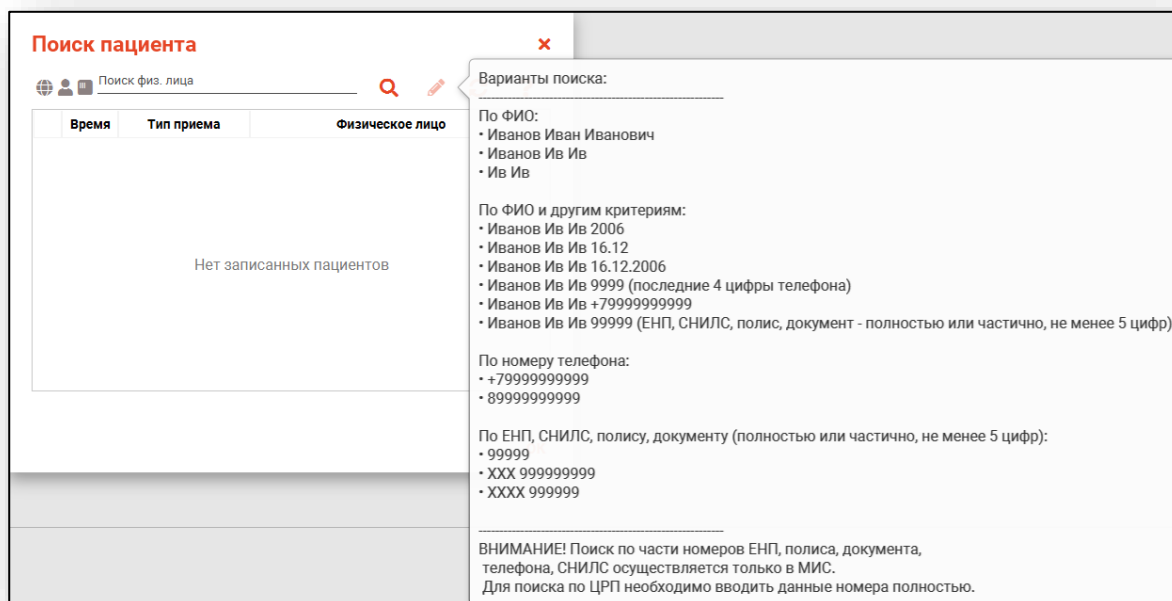 Поиск пациента
Поиск физ. лица
Время Тип приема Физическое лицо
Нет записанных пациентов
Варианты поиска:
По ФИО:
• Иванов Иван Иванович
• Иванов Ив Ив
• Ив Ив
По ФИО и другим критериям:
• Иванов Ив Ив 2006
• Иванов Ив Ив 16.12
• Иванов Ив Ив 16.12.2006
• Иванов Ив Ив 9999 (последние 4 цифры телефона)
• Иванов Ив Ив +79999999999
• Иванов Ив Ив 99999 (ЕНП, СНИЛС, полис, документ - полностью или частично, не менее 5 цифр)
По номеру телефона:
• +79999999999
• 89999999999
По ЕНП, СНИЛС, полису, документу (полностью или частично, не менее 5 цифр):
• 99999
• XXX 999999999
• XXXX 999999
ВНИМАНИЕ! Поиск по части номеров ЕНП, полиса, документа,
телефона, СНИЛС осуществляется только в МИС.
Для поиска по ЦРП необходимо вводить данные номера полностью.